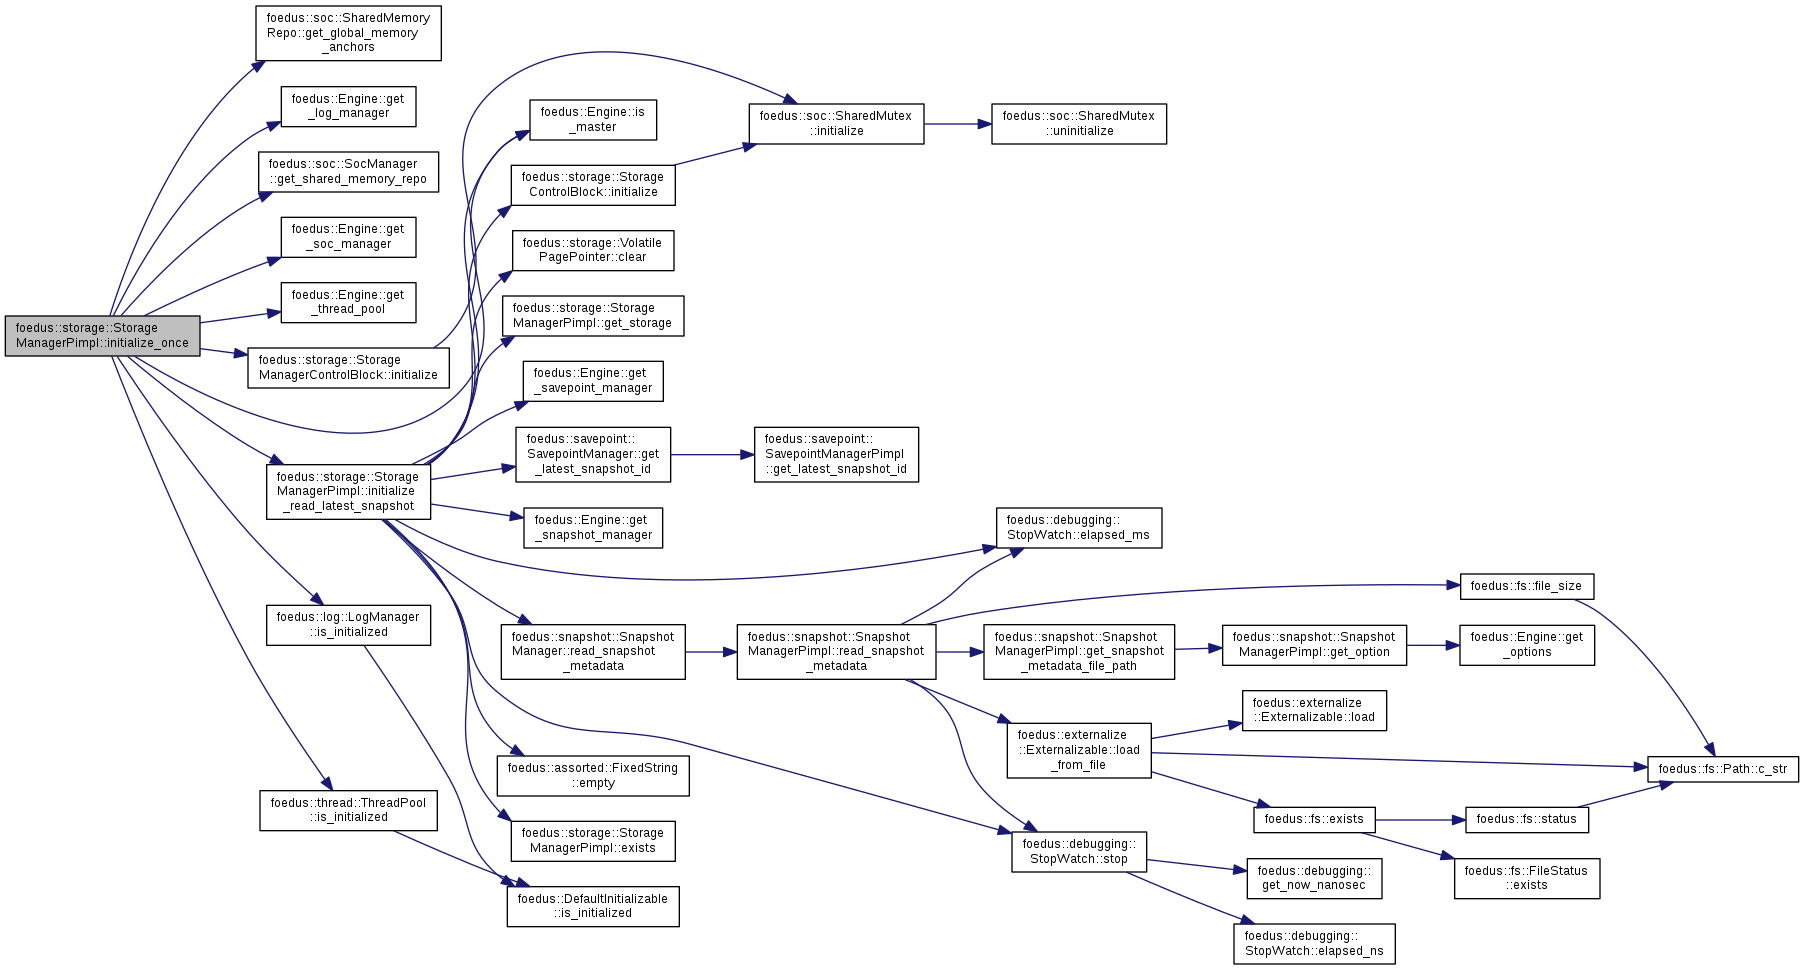 foedus::soc::SharedMemory
Repo::get_global_memory
_anchors
foedus::Engine::get
_log_manager
foedus::soc::SocManager
::get_shared_memory_repo
foedus::Engine::get
_soc_manager
foedus::Engine::get
_thread_pool
foedus::storage::Storage
ManagerPimpl::initialize_once
foedus::storage::Storage
ManagerControlBlock::initialize
foedus::storage::Storage
ManagerPimpl::initialize
_read_latest_snapshot
foedus::log::LogManager
::is_initialized
foedus::thread::ThreadPool
::is_initialized
foedus::Engine::is
_master
foedus::storage::Storage
ControlBlock::initialize
foedus::storage::Volatile
PagePointer::clear
foedus::storage::Storage
ManagerPimpl::get_storage
foedus::Engine::get
_savepoint_manager
foedus::savepoint::
SavepointManager::get
_latest_snapshot_id
foedus::Engine::get
_snapshot_manager
foedus::snapshot::Snapshot
Manager::read_snapshot
_metadata
foedus::assorted::FixedString
::empty
foedus::storage::Storage
ManagerPimpl::exists
foedus::DefaultInitializable
::is_initialized
foedus::soc::SharedMutex
::initialize
foedus::savepoint::
SavepointManagerPimpl
::get_latest_snapshot_id
foedus::snapshot::Snapshot
ManagerPimpl::read_snapshot
_metadata
foedus::soc::SharedMutex
::uninitialize
foedus::debugging::
StopWatch::elapsed_ms
foedus::snapshot::Snapshot
ManagerPimpl::get_snapshot
_metadata_file_path
foedus::externalize
::Externalizable::load
_from_file
foedus::debugging::
StopWatch::stop
foedus::snapshot::Snapshot
ManagerPimpl::get_option
foedus::externalize
::Externalizable::load
foedus::fs::exists
foedus::debugging::
get_now_nanosec
foedus::debugging::
StopWatch::elapsed_ns
foedus::fs::file_size
foedus::Engine::get
_options
foedus::fs::status
foedus::fs::FileStatus
::exists
foedus::fs::Path::c_str